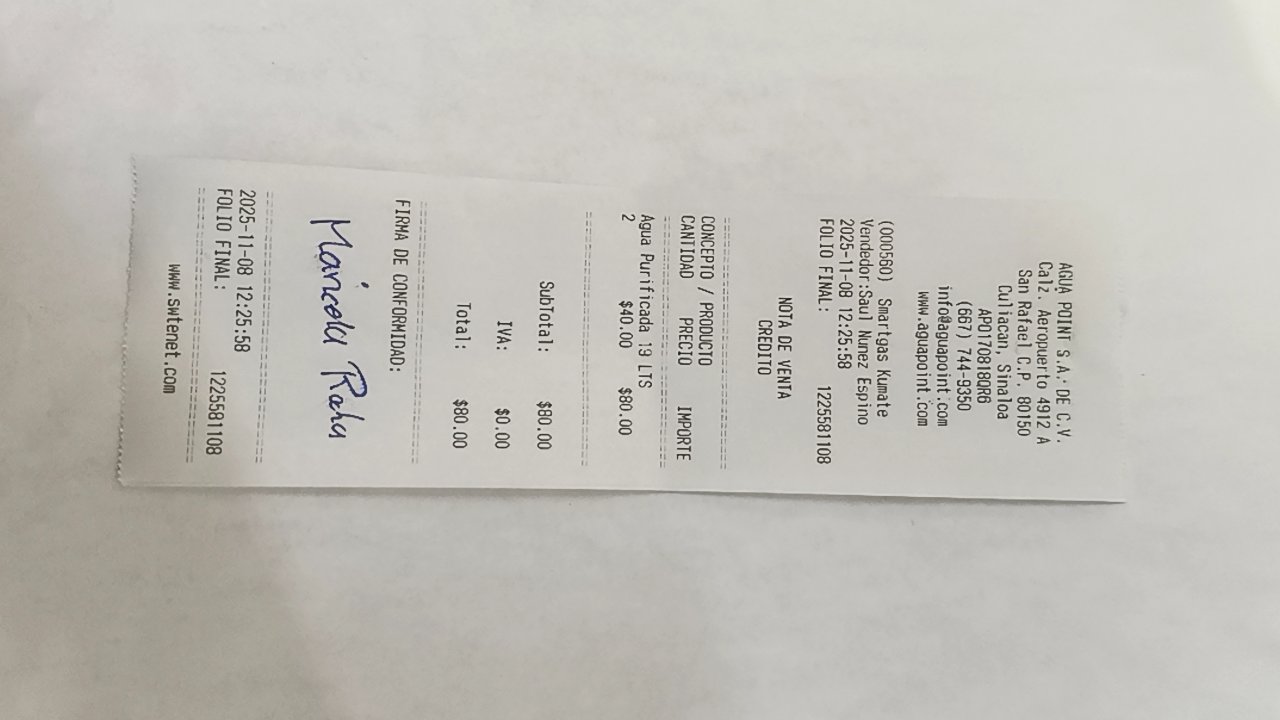 AGUA POINT S.A. DE C.V.
Calz. Aeropuerto 4912 A
San Rafael C.P. 80150
Culiacan, Sinaloa
APO170818QR6
(667) 744-9350
info@aguapoint.com
www.aguapoint.com
(000560) Smartgas Kumate
Vendedor:Saul Nunez Espino
2025-11-08 12:25:58
FOLIO FINAL: 1225581108
NOTA DE VENTA
CREDITO
CONCEPTO / PRODUCTO
CANTIDAD PRECIO IMPORTE
Agua Purificada 19 LTS
2 $40.00 $80.00
SubTotal: $80.00
IVA: $0.00
Total: $80.00
FIRMA DE CONFORMIDAD:
2025-11-08 12:25:58
FOLIO FINAL: 1225581108
www.swtenet.com